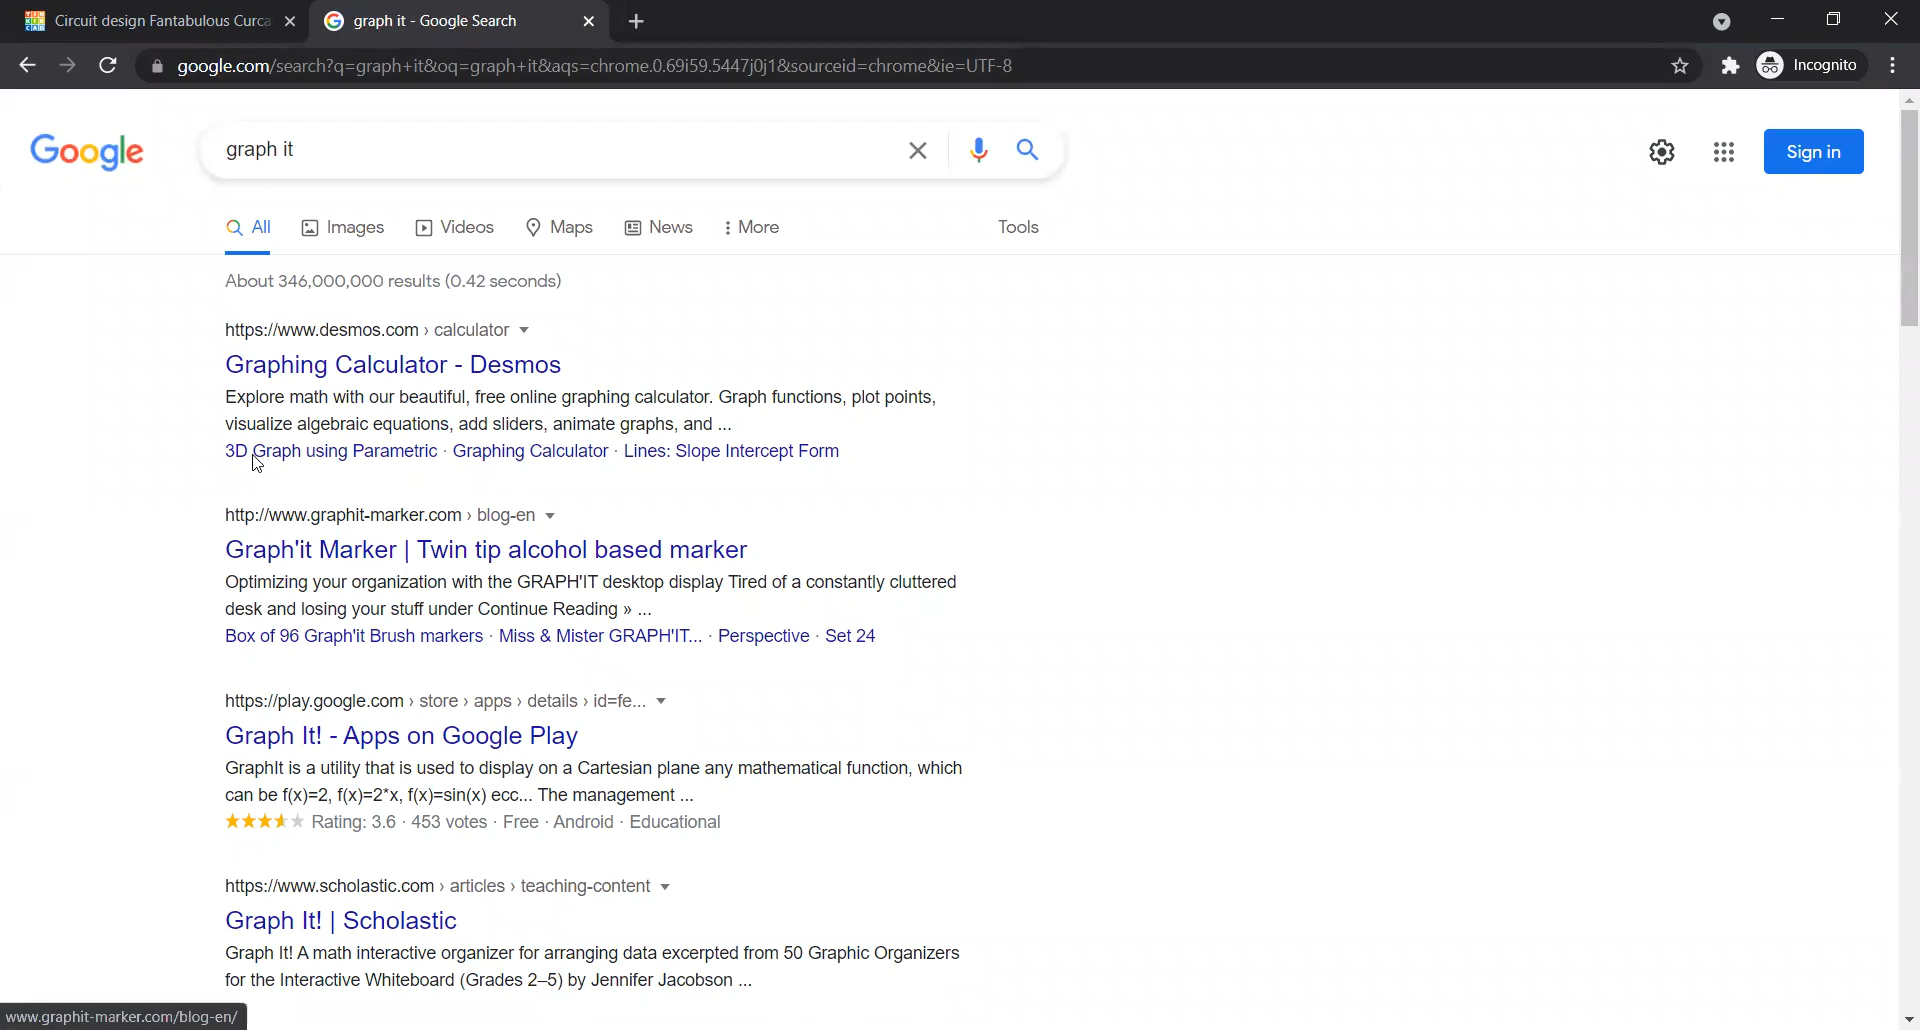 Circuit design Fantabulous Curca
graph it - Google Search
google.com/search?q=graph+it&oq=graph+it&aqs=chrome.0.69i59.5447j0j1&sourceid=chrome&ie=UTF-8
Incognito
Google
graph it
Sign in
All Images Videos Maps News More Tools
About 346,000,000 results (0.42 seconds)
https://www.desmos.com › calculator
Graphing Calculator - Desmos
Explore math with our beautiful, free online graphing calculator. Graph functions, plot points,
visualize algebraic equations, add sliders, animate graphs, and ...
3D Graph using Parametric · Graphing Calculator · Lines: Slope Intercept Form
http://www.graphit-marker.com › blog-en
Graph'it Marker | Twin tip alcohol based marker
Optimizing your organization with the GRAPH'IT desktop display Tired of a constantly cluttered
desk and losing your stuff under Continue Reading » ...
Box of 96 Graph'it Brush markers · Miss & Mister GRAPH'IT... · Perspective · Set 24
https://play.google.com › store › apps › details › id=fe...
Graph It! - Apps on Google Play
GraphIt is a utility that is used to display on a Cartesian plane any mathematical function, which
can be f(x)=2, f(x)=2*x, f(x)=sin(x) ecc... The management ...
Rating: 3.6 · 453 votes · Free · Android · Educational
https://www.scholastic.com › articles › teaching-content
Graph It! | Scholastic
Graph It! A math interactive organizer for arranging data excerpted from 50 Graphic Organizers
for the Interactive Whiteboard (Grades 2–5) by Jennifer Jacobson ...
www.graphit-marker.com/blog-en/